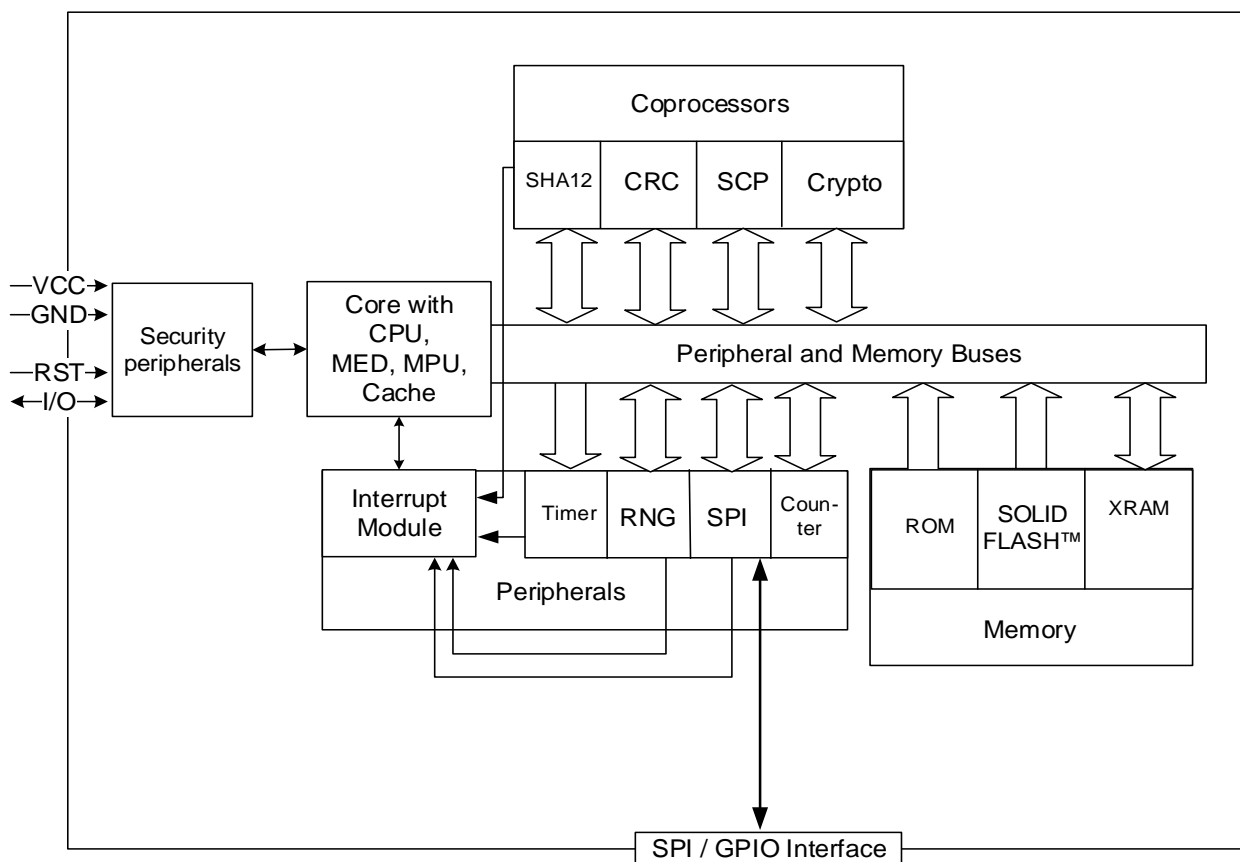 Coprocessors
SHA12
CRC
SCP
Crypto
VCC
GND
RST
I/O
Security
peripherals
Core with
CPU,
MED, MPU,
Cache
Peripheral and Memory Buses
Interrupt
Module
Timer
RNG
SPI
Coun-
ter
Peripherals
ROM
SOLID
FLASH™
XRAM
Memory
SPI / GPIO Interface